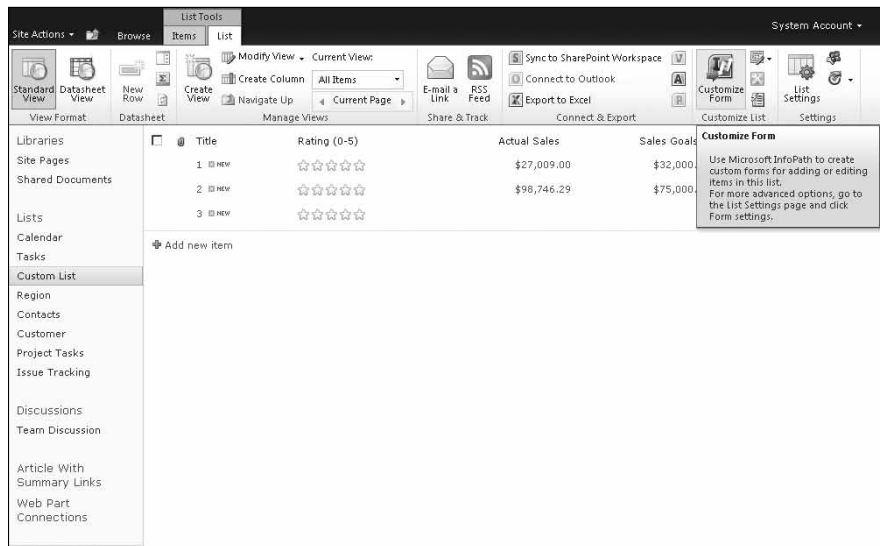 List Tools
Site Actions
Browse
Items
List
System Account
Standard View
Datasheet View
New Row
Create View
Modify View
Create Column
Navigate Up
Current View:
All Items
Current Page
E-mail a Link
RSS Feed
Sync to SharePoint Workspace
Connect to Outlook
Export to Excel
Customize Form
List Settings
View Format
Datasheet
Manage Views
Share & Track
Connect & Export
Customize List
Settings
Libraries
Site Pages
Shared Documents
Lists
Calendar
Tasks
Custom List
Region
Contacts
Customer
Project Tasks
Issue Tracking
Discussions
Team Discussion
Article With
Summary Links
Web Part
Connections
Title
Rating (0-5)
Actual Sales
Sales Goals
1 NEW
$27,009.00
$32,000.
2 NEW
$98,746.29
$75,000.
3 NEW
Add new item
Customize Form
Use Microsoft InfoPath to create
custom forms for adding or editing
items in this list.
For more advanced options, go to
the List Settings page and click
Form settings.